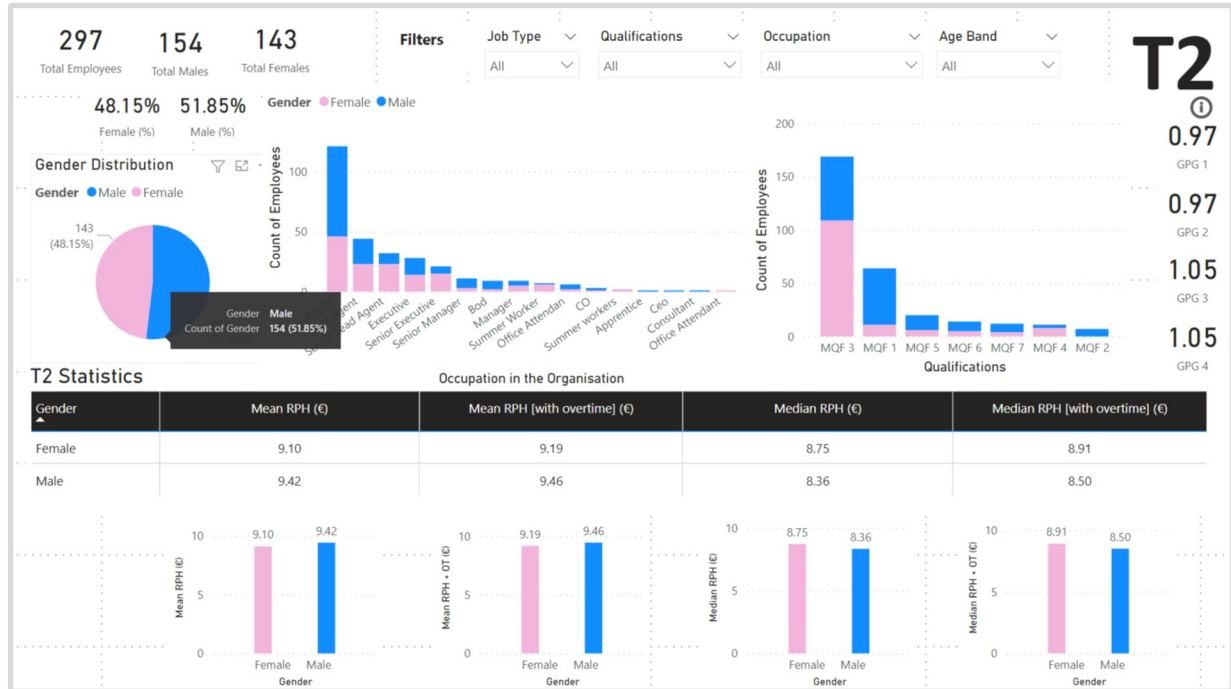 297
Total Employees
154
Total Males
143
Total Females
Filters
Job Type
All
Qualifications
All
Occupation
All
Age Band
All
T2
48.15%
Female (%)
51.85%
Male (%)
Gender Distribution
Gender Male Female
143
(48.15%)
Gender Male
Count of Gender 154 (51.85%)
Gender Female Male
Count of Employees
100
50
Executive
Senior Executive
Senior Manager
Bod
Manager
Summer Worker
Office Attendan
CO
Summer workers
Apprentice
Ceo
Consultant
Office Attendant
Occupation in the Organisation
Count of Employees
200
150
100
50
0
MQF 3 MQF 1 MQF 5 MQF 6 MQF 7 MQF 4 MQF 2
Qualifications
0.97
GPG 1
0.97
GPG 2
1.05
GPG 3
1.05
GPG 4
T2 Statistics
Gender Mean RPH (€) Mean RPH [with overtime] (€) Median RPH (€) Median RPH [with overtime] (€)
Female 9.10 9.19 8.75 8.91
Male 9.42 9.46 8.36 8.50
Mean RPH (€)
10
5
0
9.10 9.42
Female Male
Gender
Mean RPH + OT (€)
10
5
0
9.19 9.46
Female Male
Gender
Median RPH (€)
10
5
0
8.75 8.36
Female Male
Gender
Median RPH + OT (€)
10
5
0
8.91 8.50
Female Male
Gender